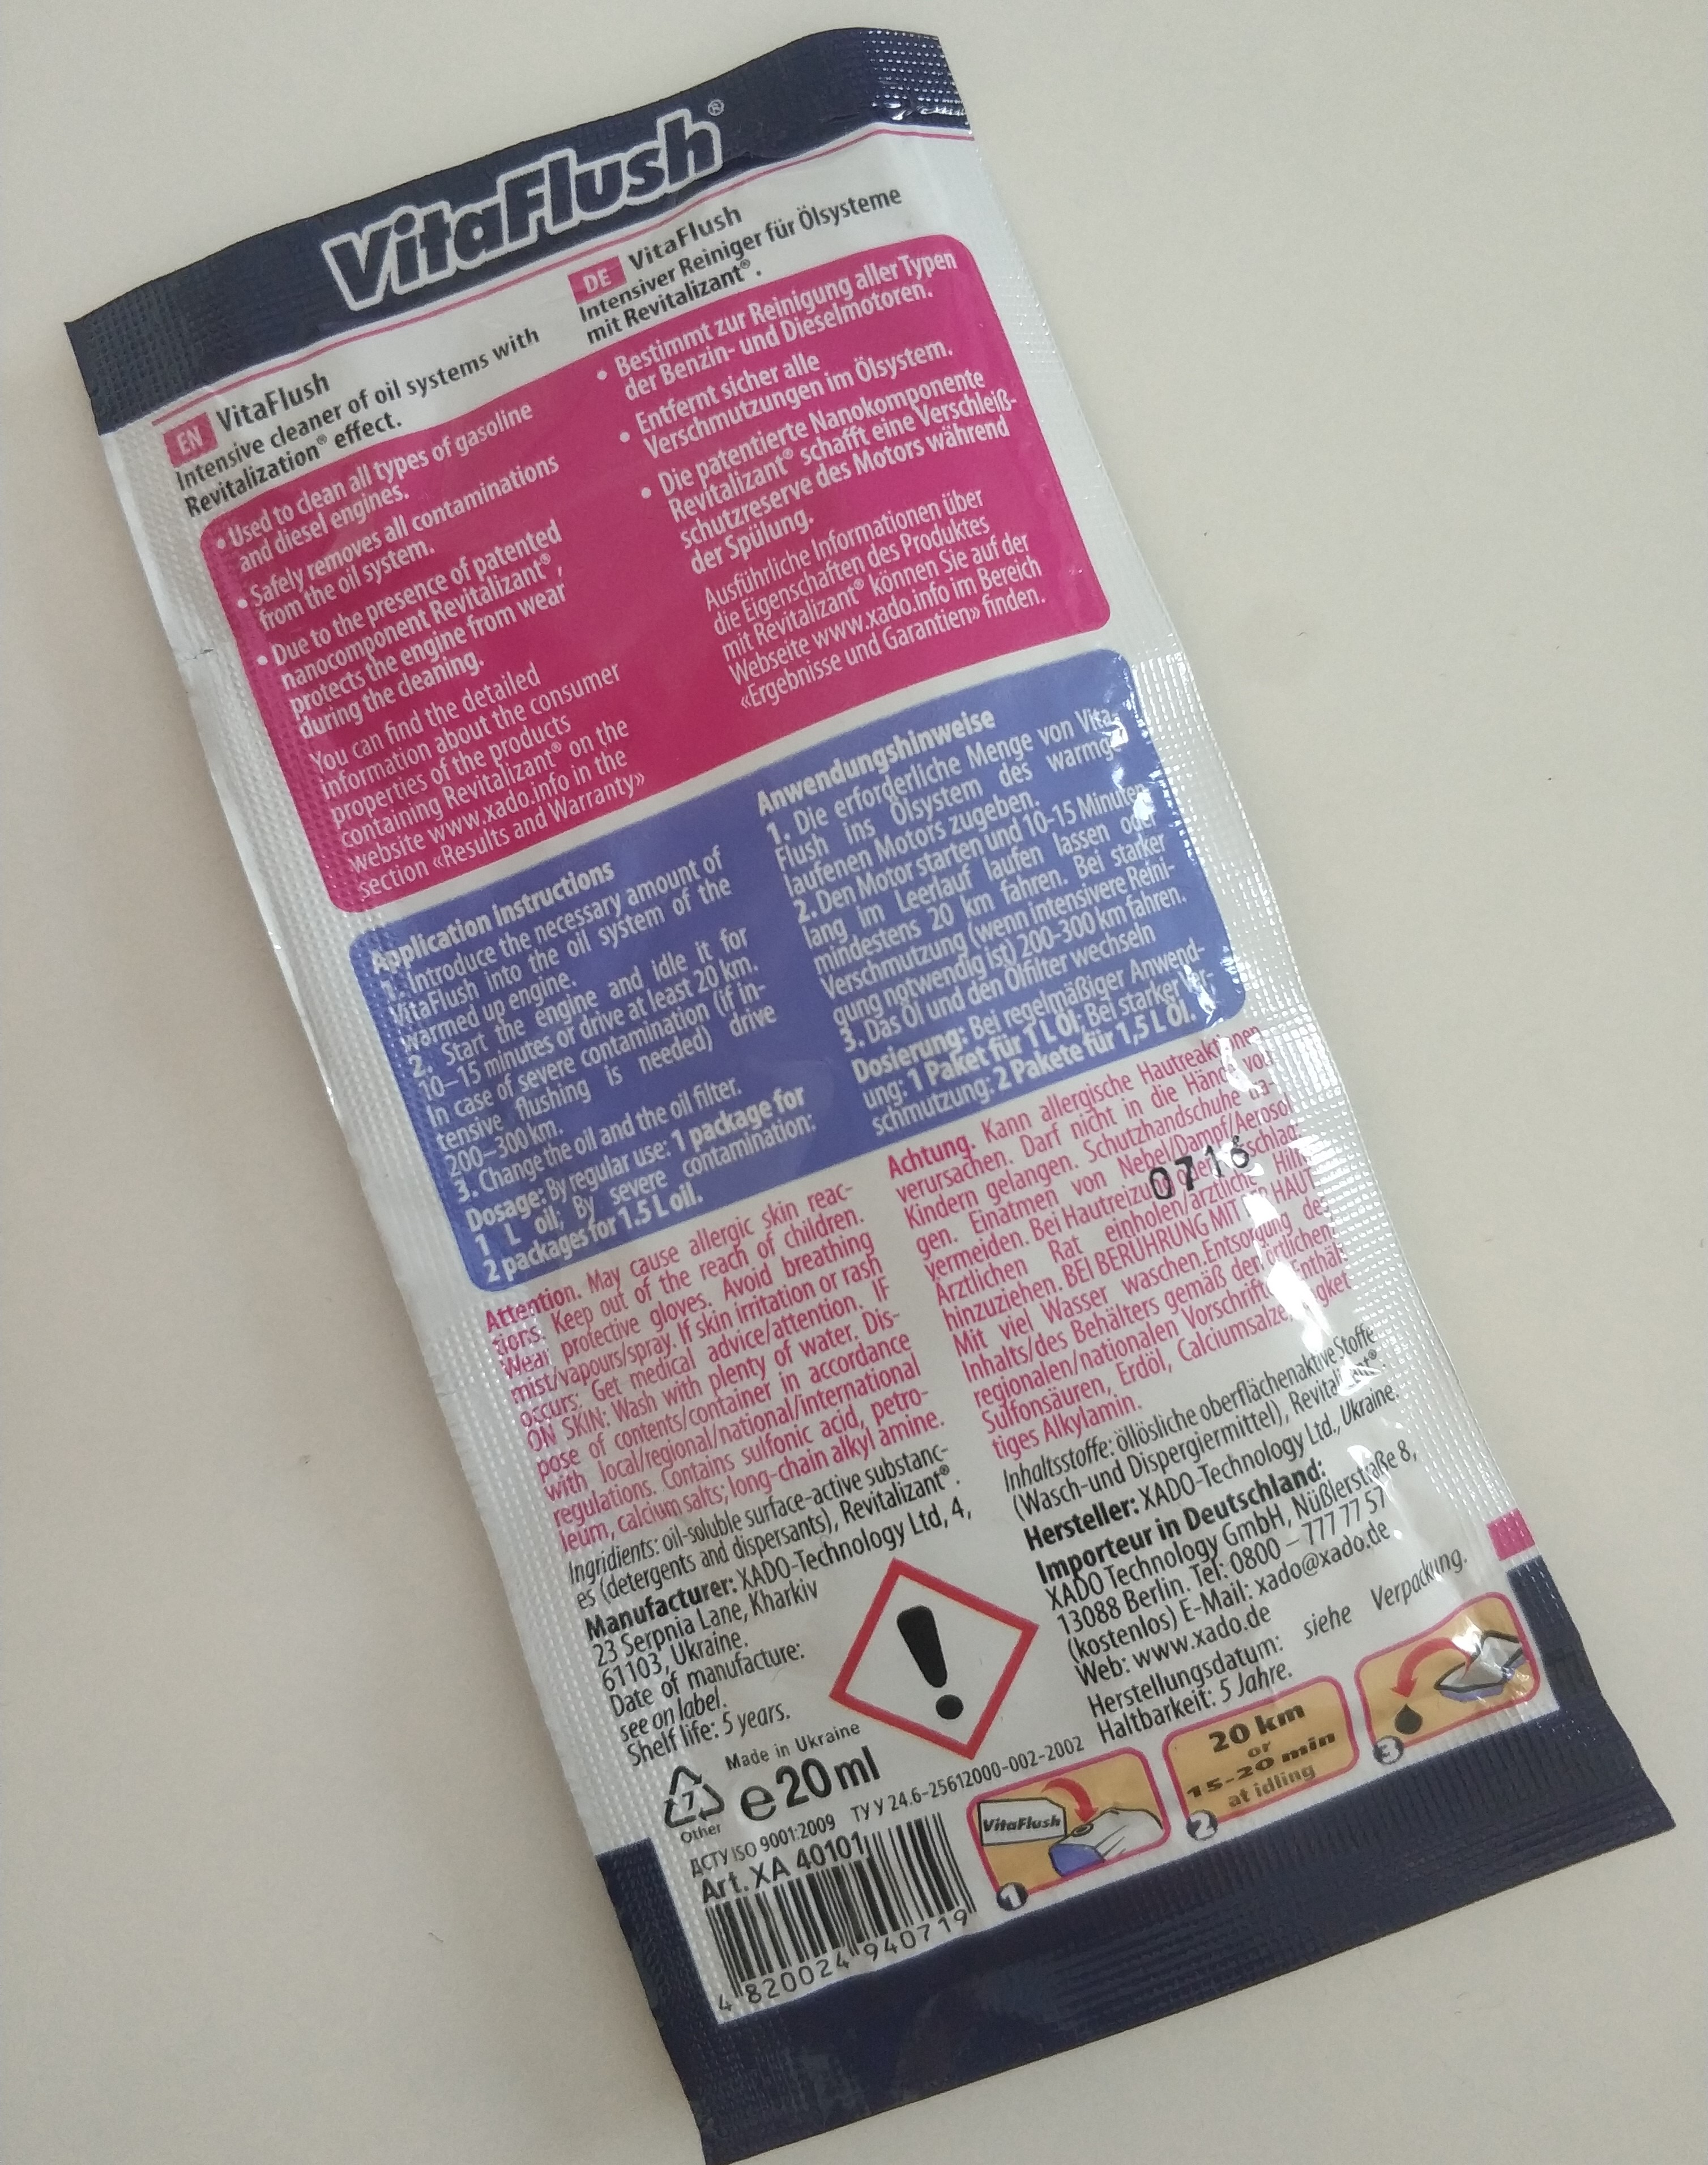 VitaFlush®
EN VitaFlush
Intensive cleaner of oil systems with
Revitalization® effect.
• Used to clean all types of gasoline
and diesel engines.
• Safely removes all contaminations
from the oil system.
• Due to the presence of patented
nanocomponent Revitalizant®,
protects the engine from wear
during the cleaning.
You can find the detailed
information about the consumer
properties of the products
containing Revitalizant® on the
website www.xado.info in the
section «Results and Warranty»
Application instructions
1. Introduce the necessary amount of
VitaFlush into the oil system of the
warmed up engine.
2. Start the engine and idle it for
10–15 minutes or drive at least 20 km.
In case of severe contamination (if in-
tensive flushing is needed) drive
200–300 km.
3. Change the oil and the oil filter.
Dosage: By regular use: 1 package for
1 L oil; By severe contamination:
2 packages for 1.5 L oil.
Attention. May cause allergic skin reac-
tions. Keep out of the reach of children.
Wear protective gloves. Avoid breathing
mist/vapours/spray. If skin irritation or rash
occurs: Get medical advice/attention. IF
ON SKIN: Wash with plenty of water. Dis-
pose of contents/container in accordance
with local/regional/national/international
regulations. Contains sulfonic acid, petro-
leum, calcium salts; long-chain alkyl amine.
Ingridients: oil-soluble surface-active substanc-
es (detergents and dispersants), Revitalizant®.
Manufacturer: XADO-Technology Ltd, 4,
23 Serpnia Lane, Kharkiv
61103, Ukraine.
Date of manufacture:
see on label.
Shelf life: 5 years.
DE VitaFlush
Intensiver Reiniger für Ölsysteme
mit Revitalizant®.
• Bestimmt zur Reinigung aller Typen
der Benzin- und Dieselmotoren.
• Entfernt sicher alle
Verschmutzungen im Ölsystem.
• Die patentierte Nanokomponente
Revitalizant® schafft eine Verschleiß-
schutzreserve des Motors während
der Spülung.
Ausführliche Informationen über
die Eigenschaften des Produktes
mit Revitalizant® können Sie auf der
Webseite www.xado.info im Bereich
«Ergebnisse und Garantien» finden.
Anwendungshinweise
1. Die erforderliche Menge von Vita-
Flush ins Ölsystem des warmge-
laufenen Motors zugeben.
2. Den Motor starten und 10-15 Minuten
lang im Leerlauf laufen lassen oder
mindestens 20 km fahren. Bei starker
Verschmutzung (wenn intensivere Reini-
gung notwendig ist) 200-300 km fahren.
3. Das Öl und den Ölfilter wechseln
Dosierung: Bei regelmäßiger Anwend-
ung: 1 Paket für 1 L Öl; Bei starker Ver-
schmutzung: 2 Pakete für 1,5 L Öl.
Achtung. Kann allergische Hautreaktionen
verursachen. Darf nicht in die Hände von
Kindern gelangen. Schutzhandschuhe tra-
gen. Einatmen von Nebel/Dampf/Aerosol
vermeiden. Bei Hautreizung oder -ausschlag:
Ärztlichen Rat einholen/ärztliche Hilfe
hinzuziehen. BEI BERÜHRUNG MIT DER HAUT:
Mit viel Wasser waschen. Entsorgung des
Inhalts/des Behälters gemäß den örtlichen/
regionalen/nationalen Vorschriften. Enthält
Sulfonsäuren, Erdöl, Calciumsalze,
tiges Alkylamin.
Inhaltsstoffe: öllösliche oberflächenaktive Stoffe
(Wasch-und Dispergiermittel), Revitalizant®
Hersteller: XADO-Technology Ltd., Ukraine.
Importeur in Deutschland:
XADO Technology GmbH, Nüßlerstraße 8,
13088 Berlin. Tel: 0800 – 777 77 57
(kostenlos) E-Mail: xado@xado.de
Web: www.xado.de
Herstellungsdatum: siehe Verpackung.
Haltbarkeit: 5 Jahre.
0716
Made in Ukraine
7
Other
e 20 ml
ДСТУ ISO 9001:2009 ТУ У 24.6-25612000-002-2002
Art. XA 40101
4 820024 940719
VitaFlush
1
20 km
or
15-20 min
at idling
2
3